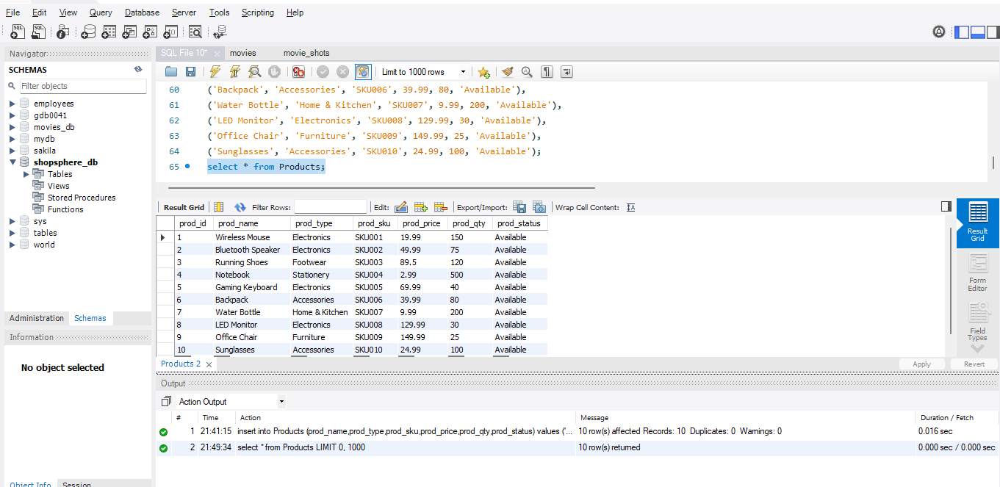 File Edit View Query Database Server Tools Scripting Help
Navigator
SCHEMAS
Filter objects
employees
gdb0041
movies_db
mydb
sakila
shopsphere_db
Tables
Views
Stored Procedures
Functions
sys
tables
world
Administration Schemas
Information
No object selected
Object Info Session
SQL File 10* movies movie_shots
Limit to 1000 rows
60 ('Backpack', 'Accessories', 'SKU006', 39.99, 80, 'Available'),
61 ('Water Bottle', 'Home & Kitchen', 'SKU007', 9.99, 200, 'Available'),
62 ('LED Monitor', 'Electronics', 'SKU008', 129.99, 30, 'Available'),
63 ('Office Chair', 'Furniture', 'SKU009', 149.99, 25, 'Available'),
64 ('Sunglasses', 'Accessories', 'SKU010', 24.99, 100, 'Available');
65 select * from Products;
Result Grid Filter Rows: Edit: Export/Import: Wrap Cell Content:
prod_id prod_name prod_type prod_sku prod_price prod_qty prod_status
1 Wireless Mouse Electronics SKU001 19.99 150 Available
2 Bluetooth Speaker Electronics SKU002 49.99 75 Available
3 Running Shoes Footwear SKU003 89.5 120 Available
4 Notebook Stationery SKU004 2.99 500 Available
5 Gaming Keyboard Electronics SKU005 69.99 40 Available
6 Backpack Accessories SKU006 39.99 80 Available
7 Water Bottle Home & Kitchen SKU007 9.99 200 Available
8 LED Monitor Electronics SKU008 129.99 30 Available
9 Office Chair Furniture SKU009 149.99 25 Available
10 Sunglasses Accessories SKU010 24.99 100 Available
Result
Grid
Form
Editor
Field
Types
Products 2 Apply Revert
Output
Action Output
# Time Action Message Duration / Fetch
1 21:41:15 insert into Products (prod_name,prod_type,prod_sku,prod_price,prod_qty,prod_status) values ('... 10 row(s) affected Records: 10 Duplicates: 0 Warnings: 0 0.016 sec
2 21:49:34 select * from Products LIMIT 0, 1000 10 row(s) returned 0.000 sec / 0.000 sec